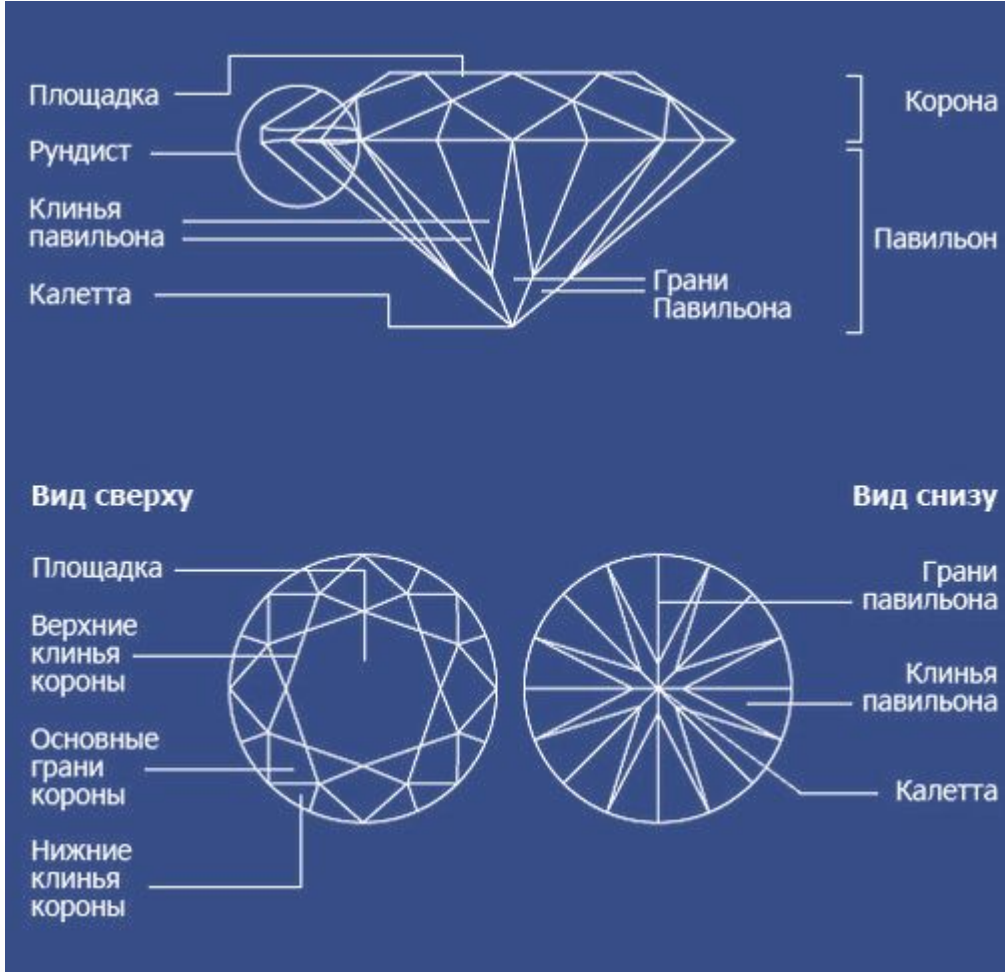 Площадка
Рундист
Клинья
павильона
Калетта
Грани
Павильона
Корона
Павильон
Вид сверху
Площадка
Верхние
клинья
короны
Основные
грани
короны
Нижние
клинья
короны
Вид снизу
Грани
павильона
Клинья
павильона
Калетта